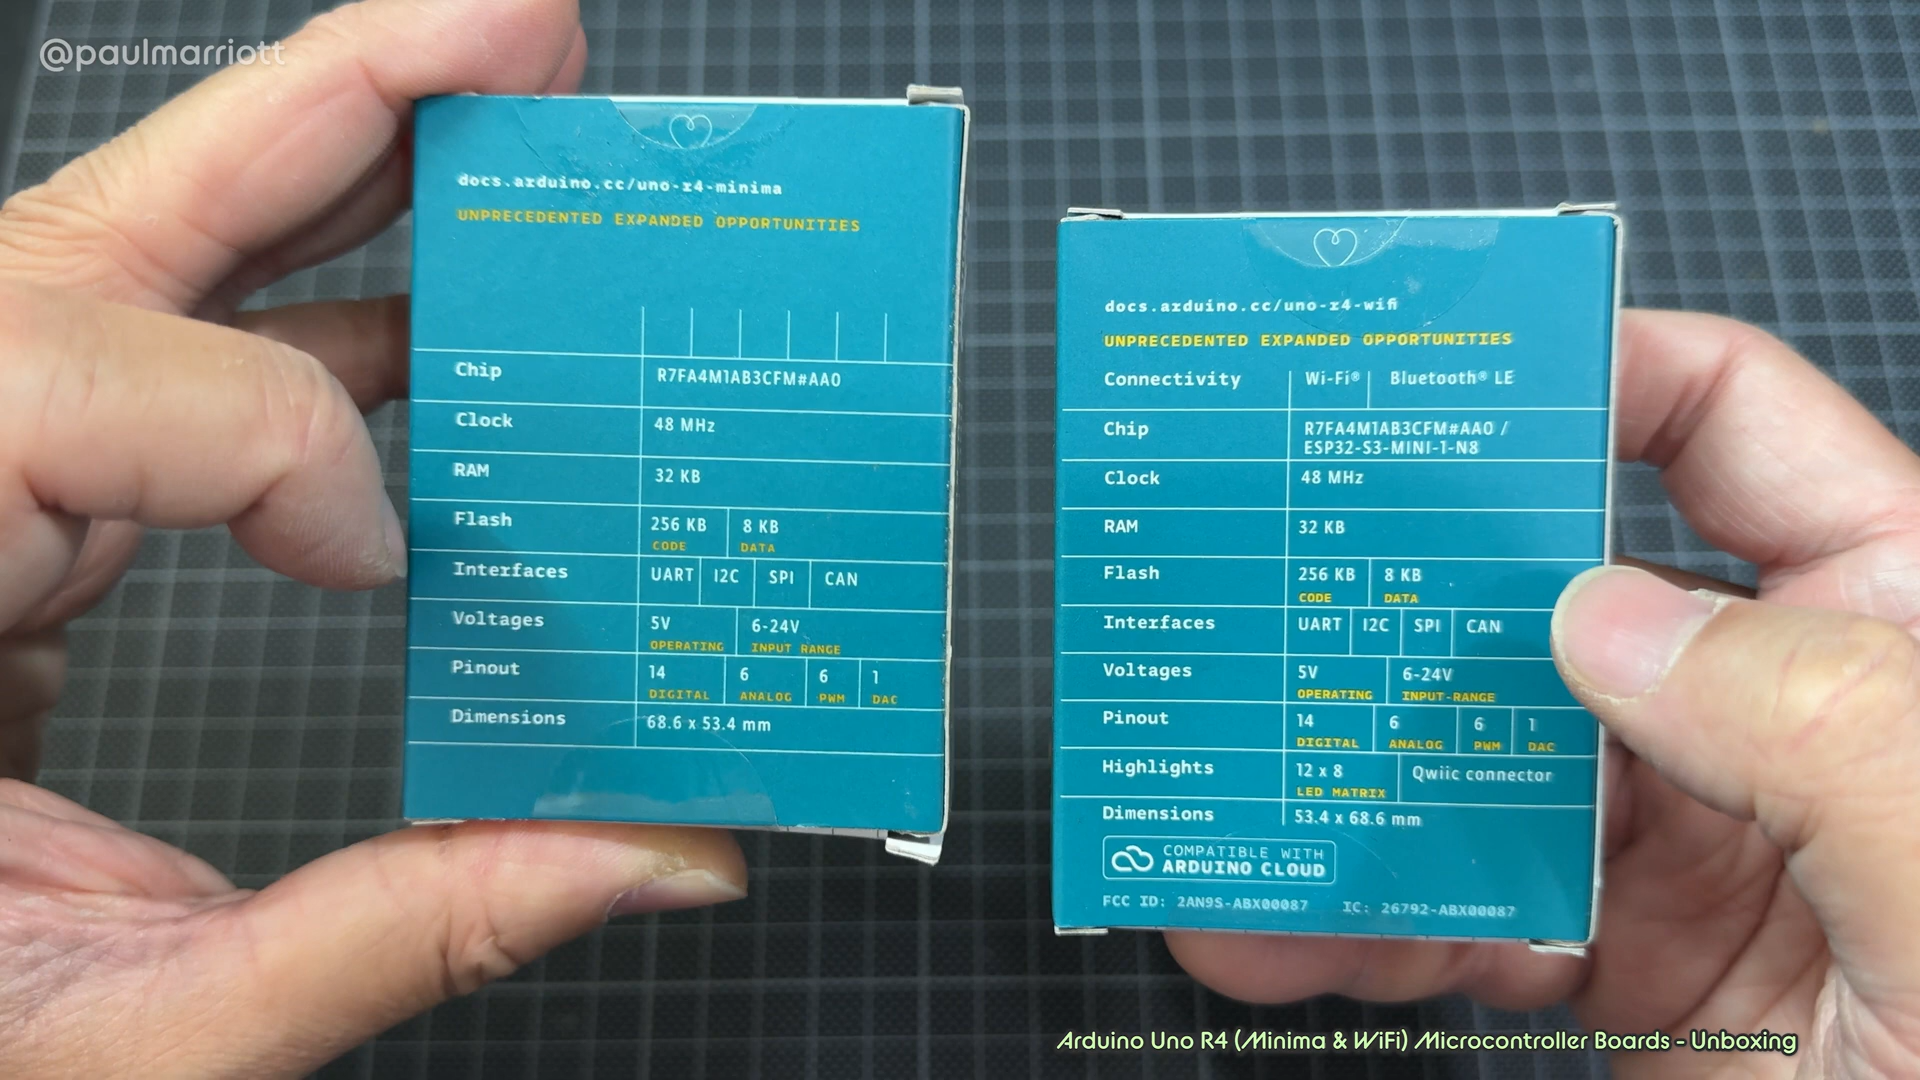 @paulmarriott
docs.arduino.cc/uno-r4-minima
UNPRECEDENTED EXPANDED OPPORTUNITIES
Chip R7FA4M1AB3CFM#AA0
Clock 48 MHz
RAM 32 KB
Flash 256 KB 8 KB
CODE DATA
Interfaces UART I2C SPI CAN
Voltages 5V 6-24V
OPERATING INPUT RANGE
Pinout 14 6 6 1
DIGITAL ANALOG PWM DAC
Dimensions 68.6 x 53.4 mm
docs.arduino.cc/uno-r4-wifi
UNPRECEDENTED EXPANDED OPPORTUNITIES
Connectivity Wi-Fi® Bluetooth® LE
Chip R7FA4M1AB3CFM#AA0 /
ESP32-S3-MINI-1-N8
Clock 48 MHz
RAM 32 KB
Flash 256 KB 8 KB
CODE DATA
Interfaces UART I2C SPI CAN
Voltages 5V 6-24V
OPERATING INPUT-RANGE
Pinout 14 6 6 1
DIGITAL ANALOG PWM DAC
Highlights 12 x 8 Qwiic connector
LED MATRIX
Dimensions 53.4 x 68.6 mm
COMPATIBLE WITH
ARDUINO CLOUD
FCC ID: 2AN9S-ABX00087 IC: 26792-ABX00087
Arduino Uno R4 (Minima & WiFi) Microcontroller Boards - Unboxing